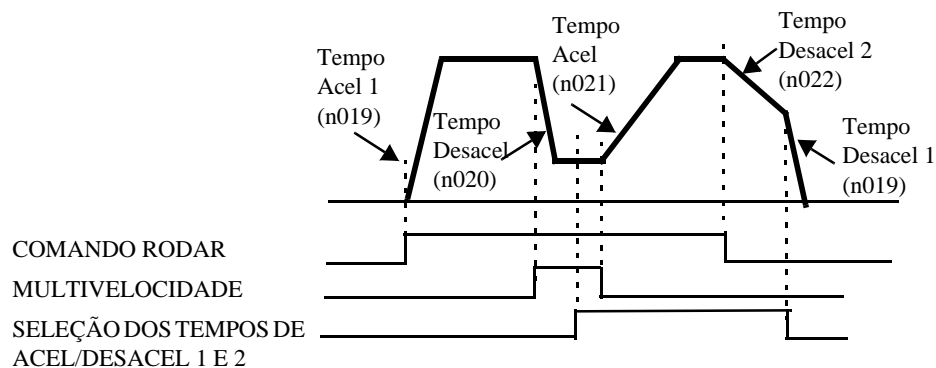 Tempo
Acel 1
(n019)
Tempo
Desacel
(n020)
Tempo
Acel
(n021)
Tempo
Desacel 2
(n022)
Tempo
Desacel 1
(n019)
COMANDO RODAR
MULTIVELOCIDADE
SELEÇÃO DOS TEMPOS DE
ACEL/DESACEL 1 E 2